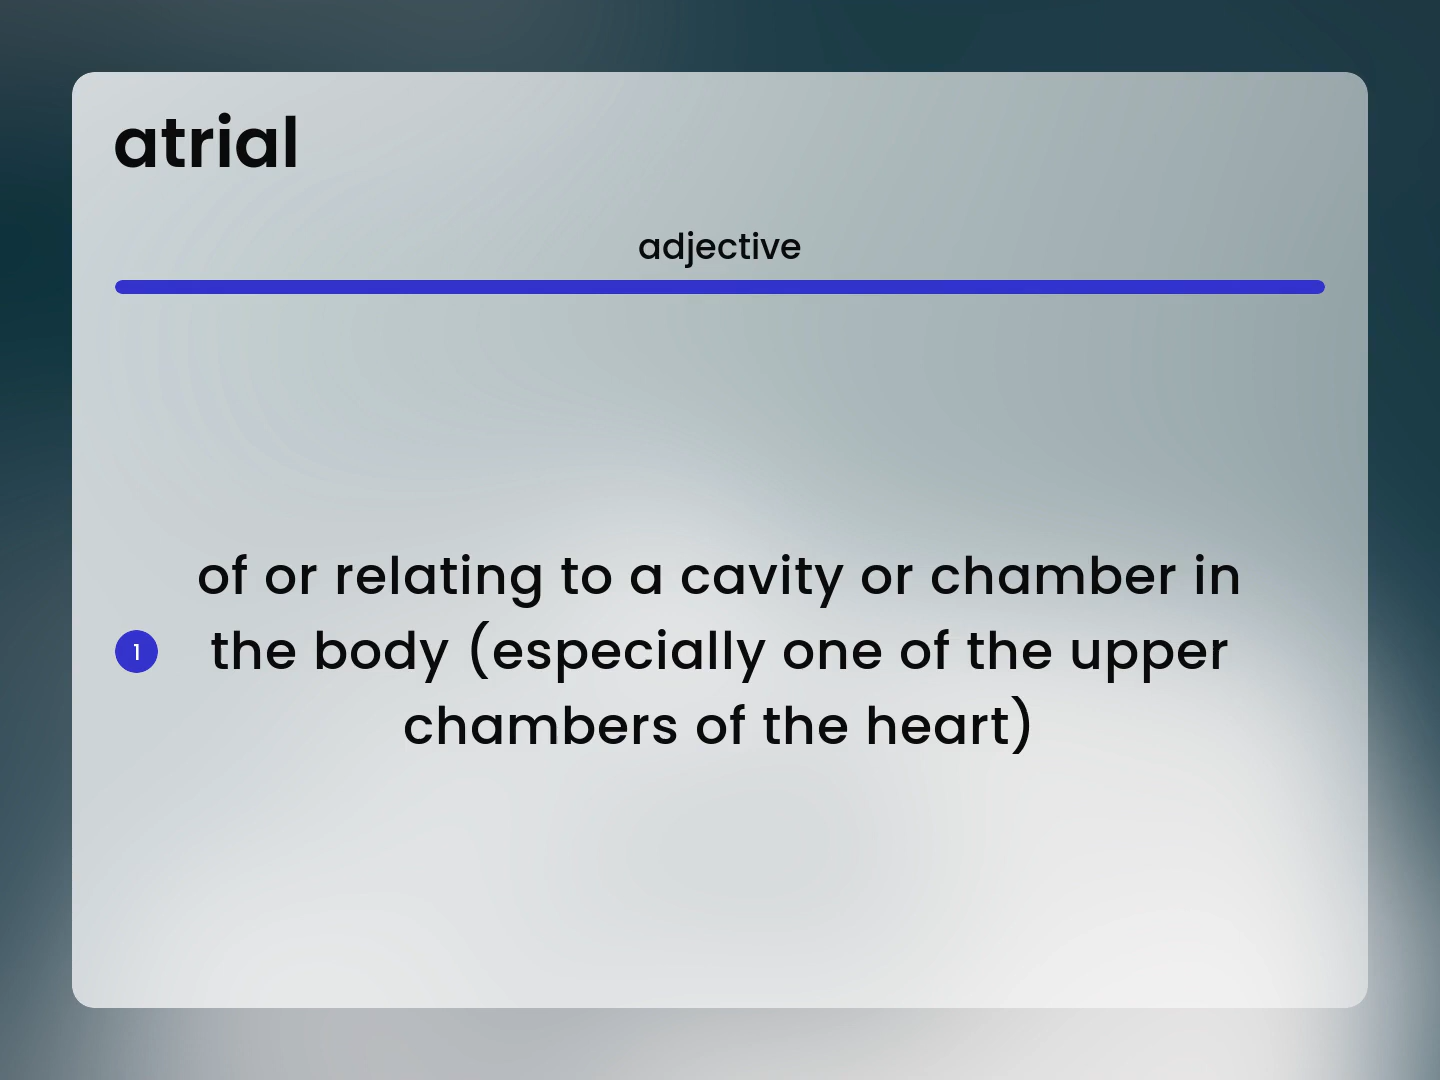 atrial
adjective
of or relating to a cavity or chamber in
1 the body (especially one of the upper
chambers of the heart)